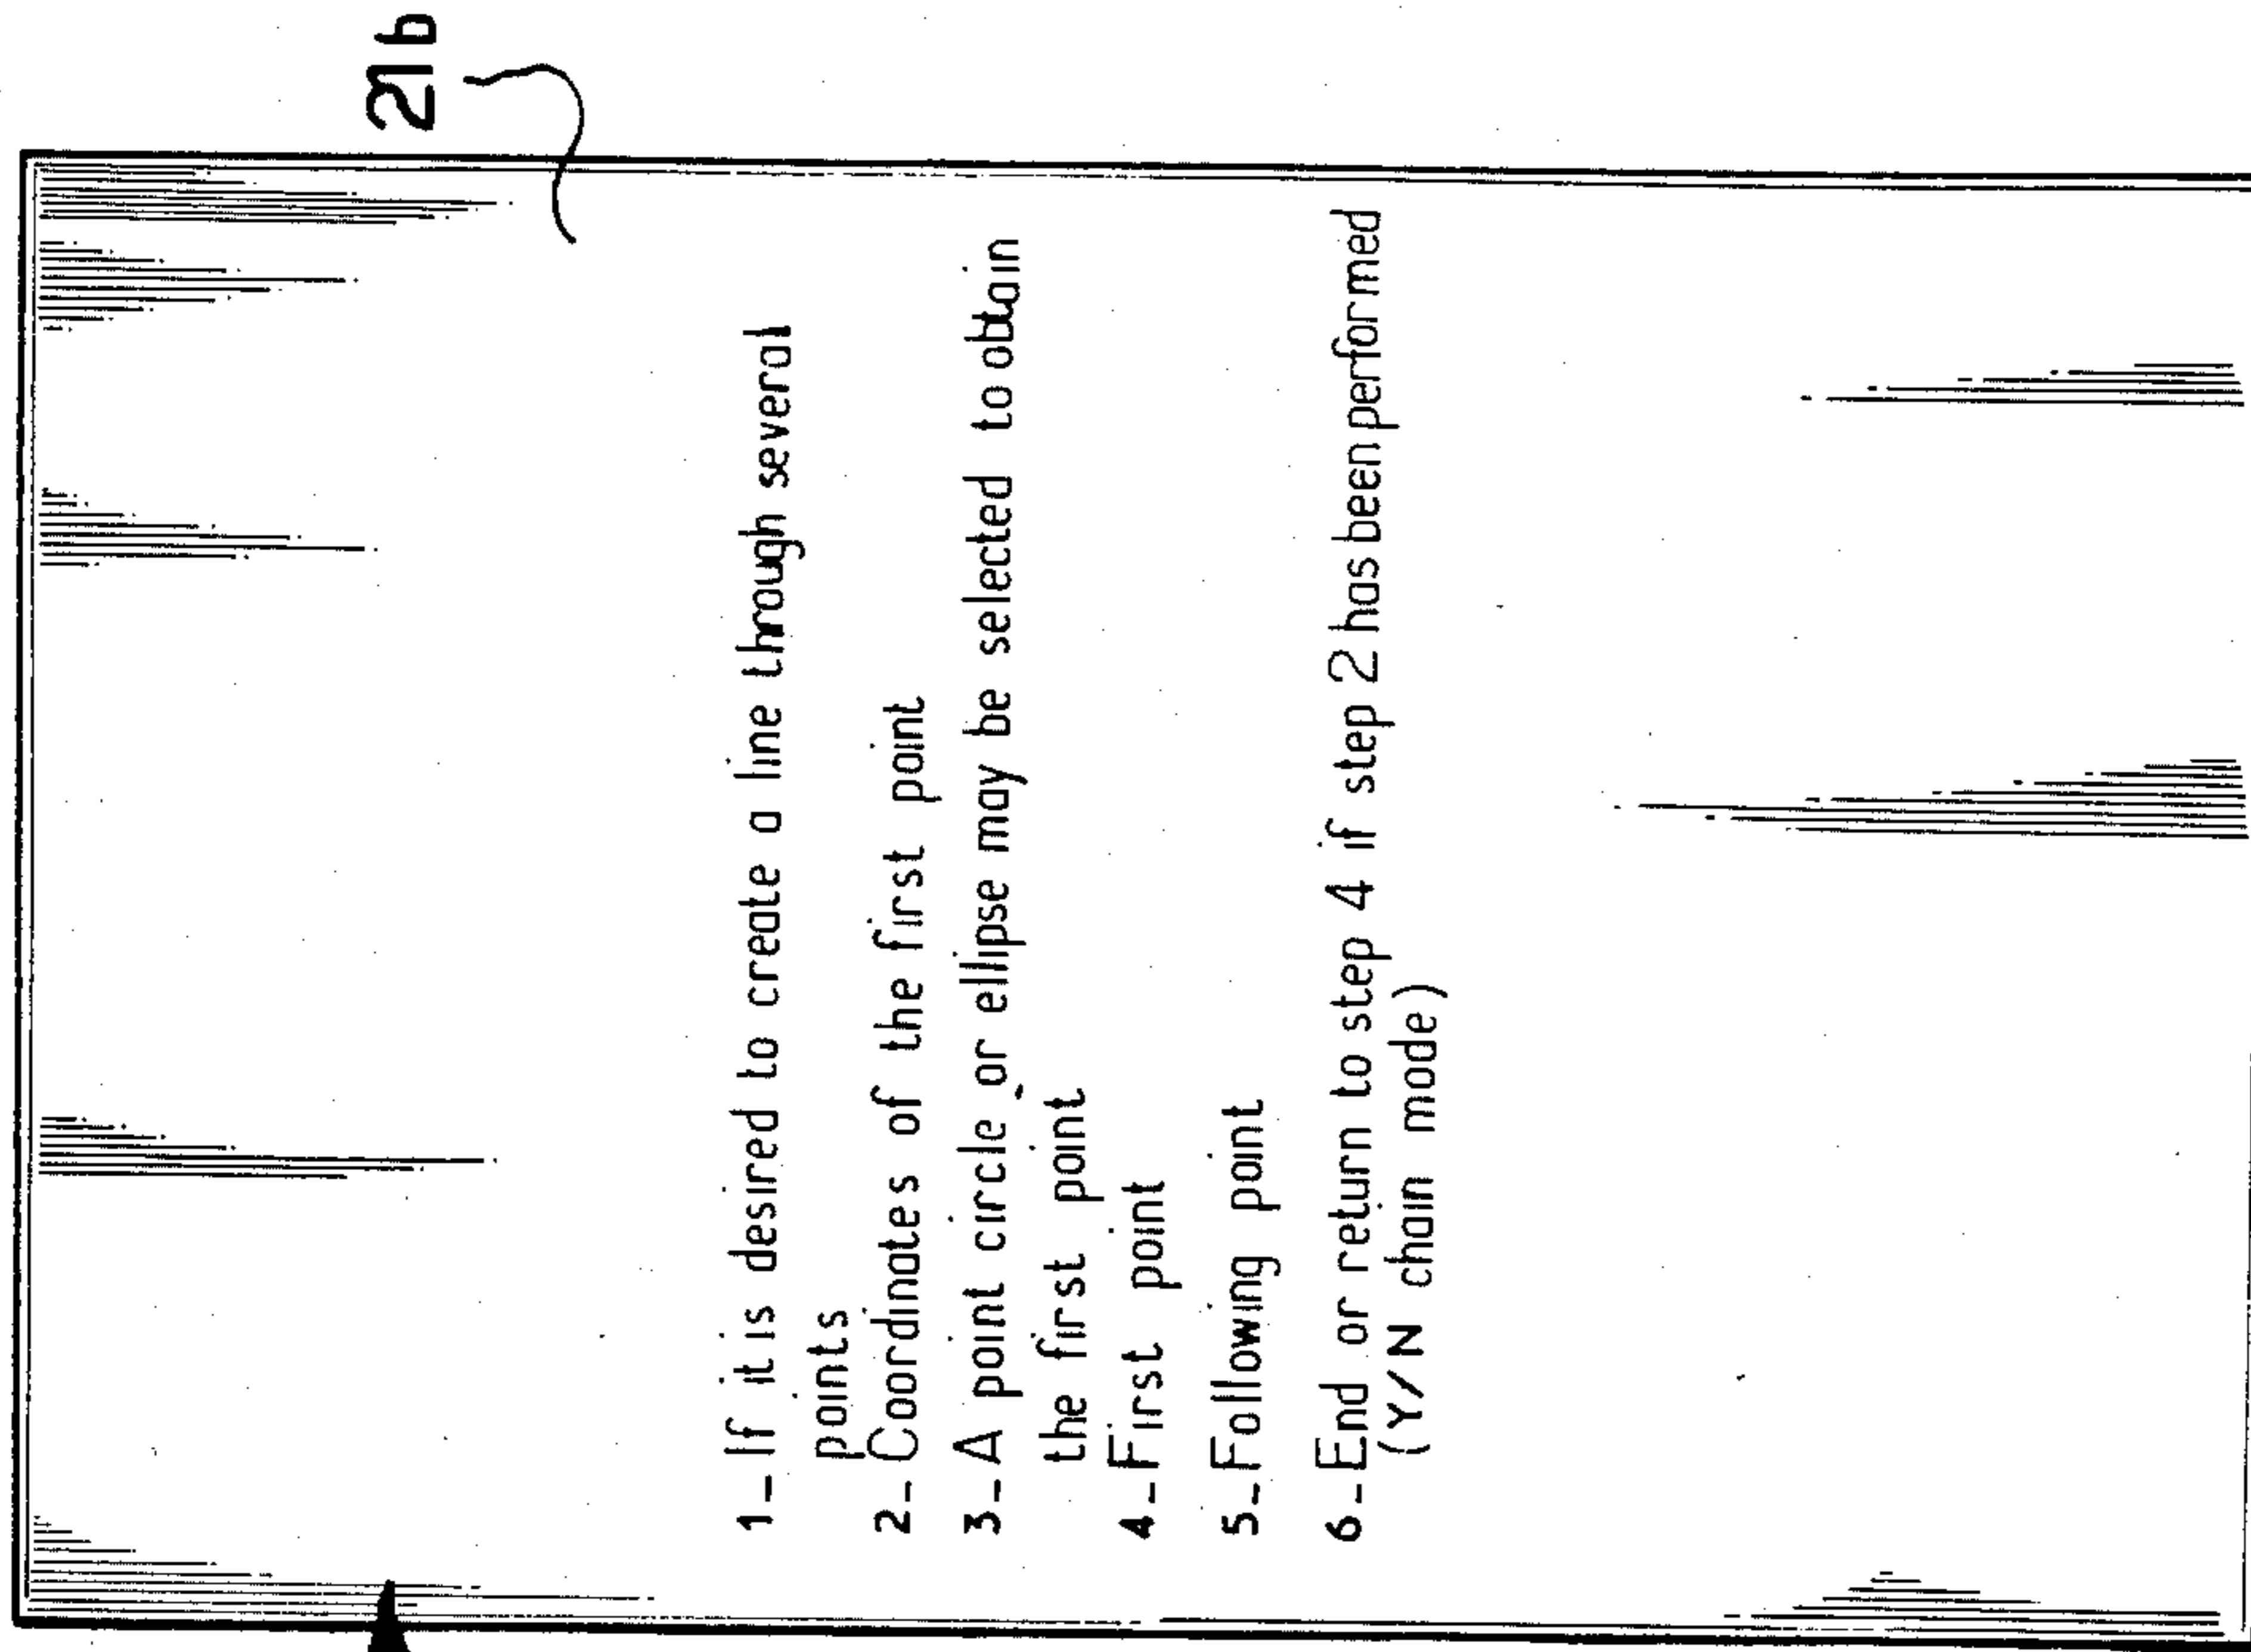 21b
1_If it is desired to create a line through several
points
2_Coordinates of the first point
3_A point circle or ellipse may be selected to obtain
the first point
4_First point
5_Following point
6_End or return to step 4 if step 2 has been performed
(Y/N chain mode)